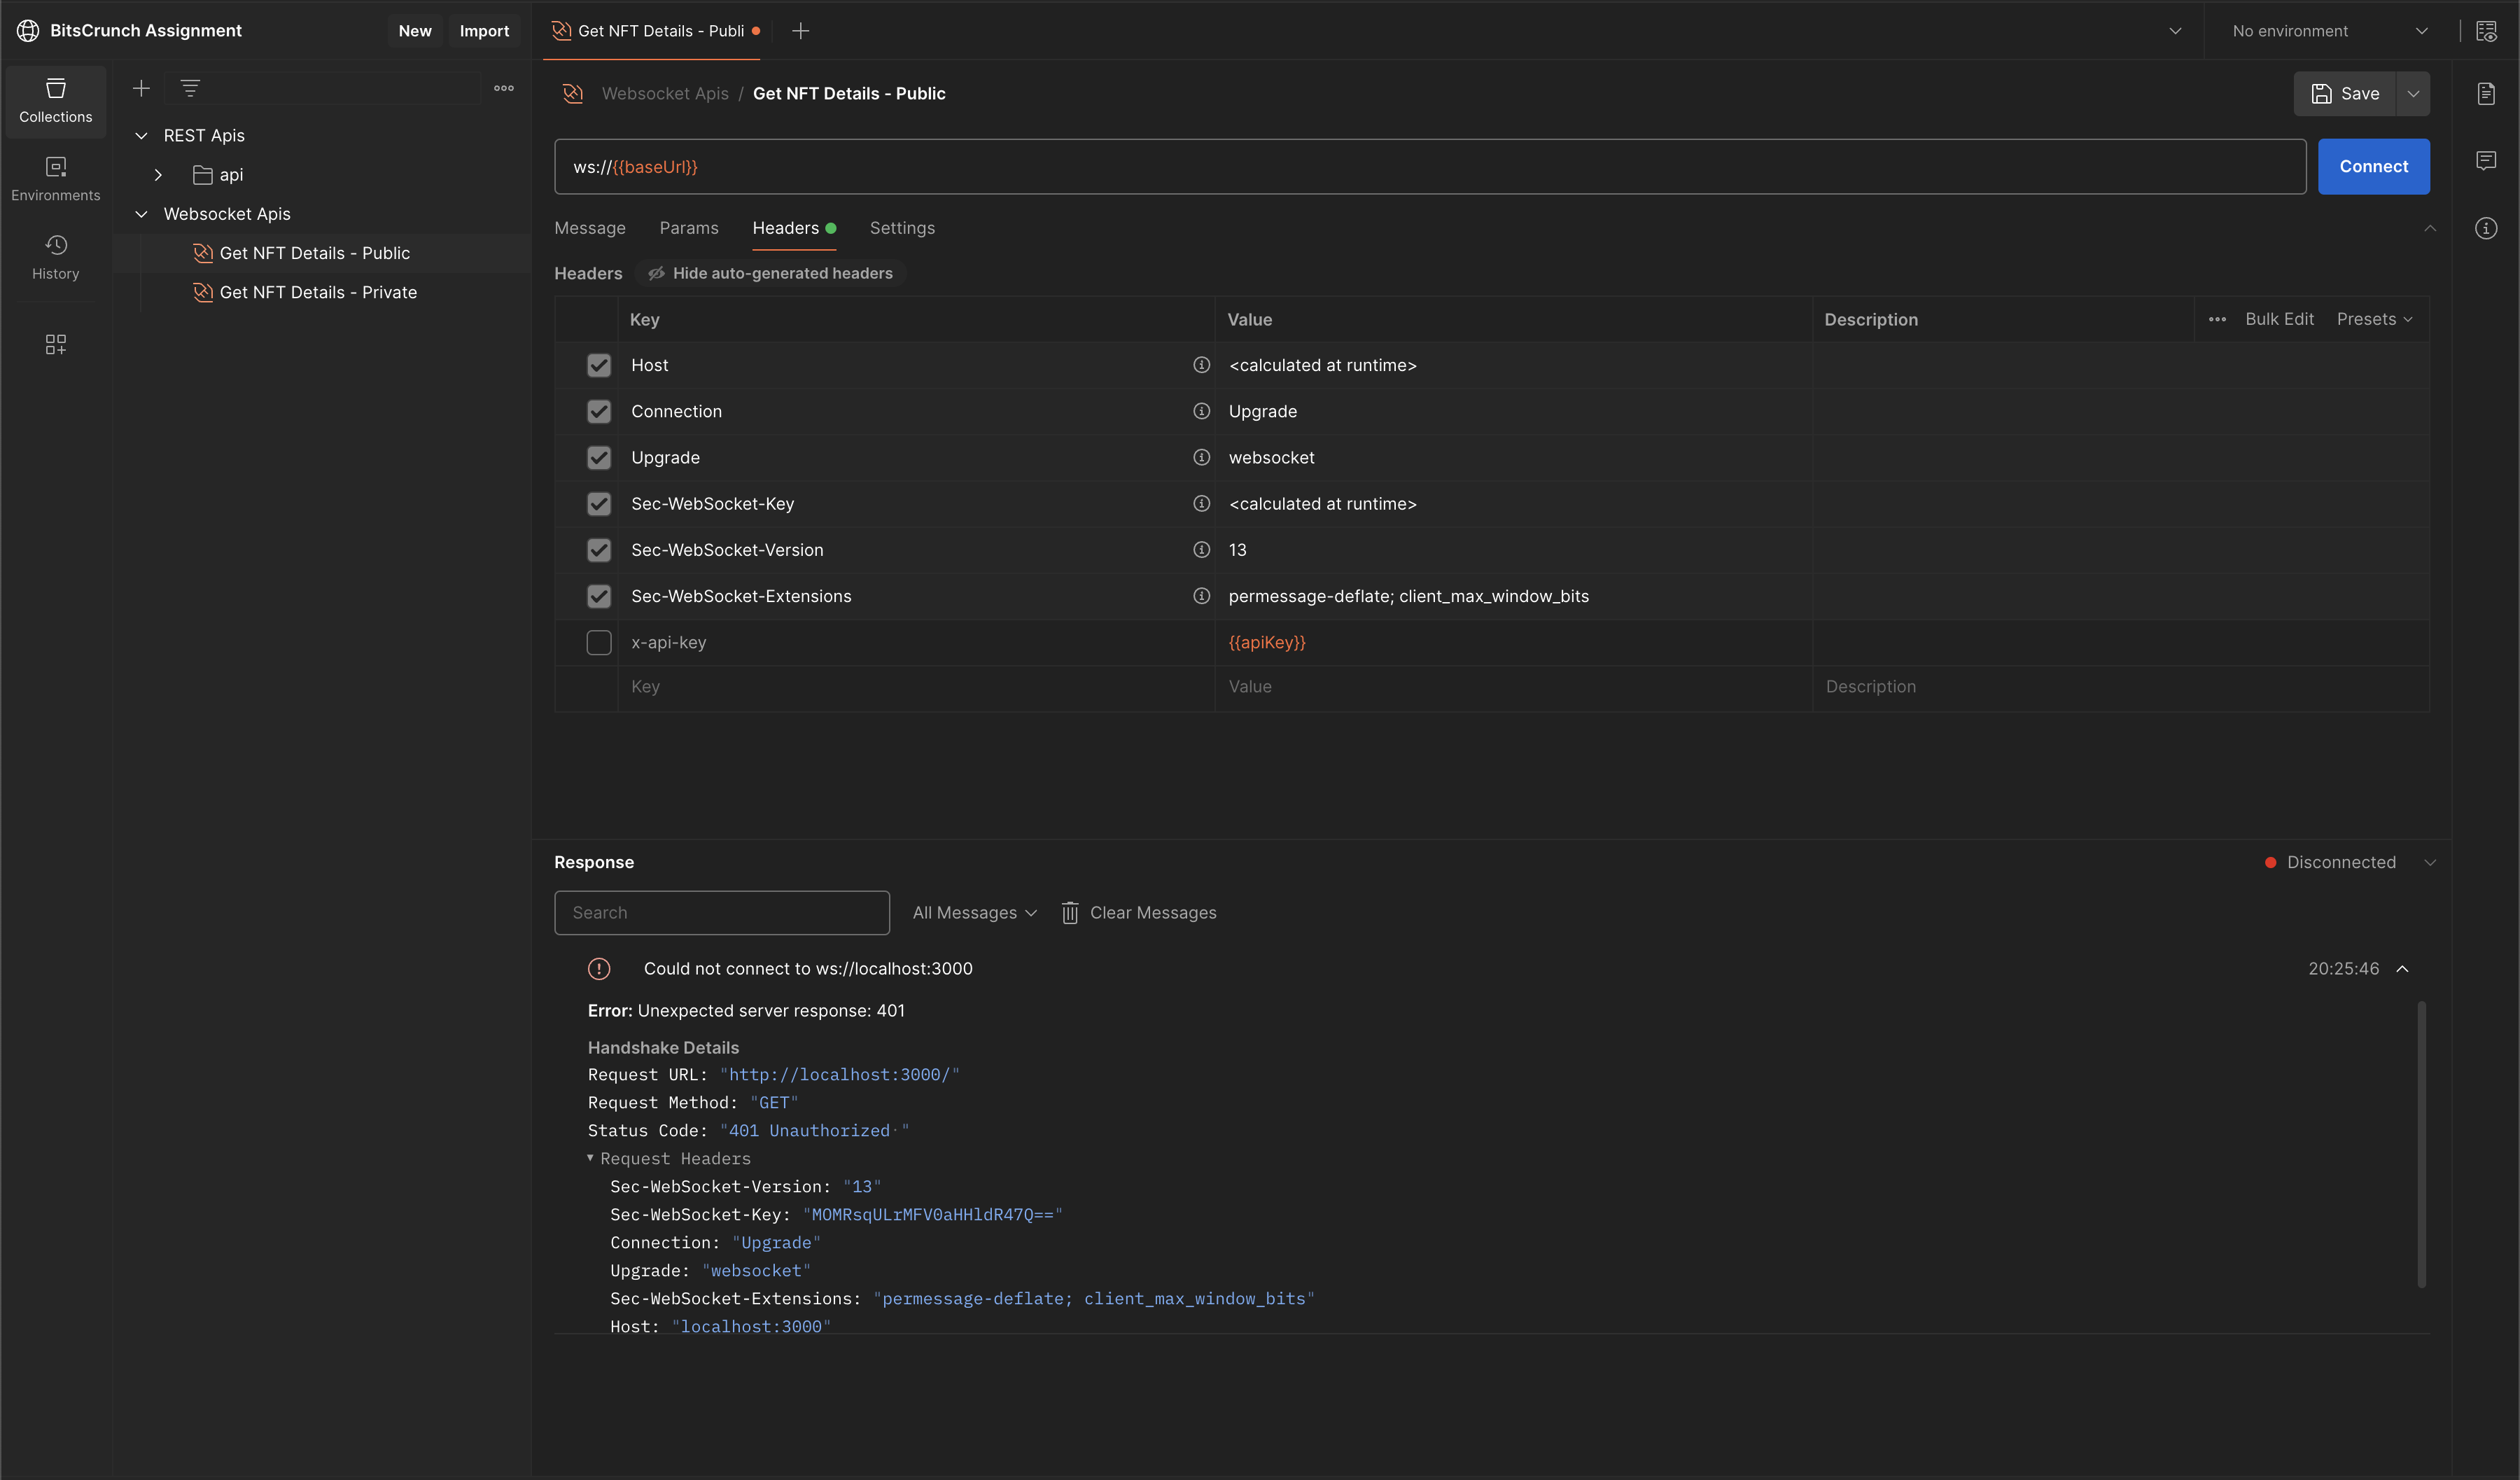 BitsCrunch Assignment
New
Import
Get NFT Details - Publi
No environment
Collections
Environments
History
REST Apis
api
Websocket Apis
Get NFT Details - Public
Get NFT Details - Private
Websocket Apis / Get NFT Details - Public
Save
ws://{{baseUrl}}
Connect
Message Params Headers Settings
Headers Hide auto-generated headers
Key Value Description Bulk Edit Presets
Host <calculated at runtime>
Connection Upgrade
Upgrade websocket
Sec-WebSocket-Key <calculated at runtime>
Sec-WebSocket-Version 13
Sec-WebSocket-Extensions permessage-deflate; client_max_window_bits
x-api-key {{apiKey}}
Key Value Description
Response
Disconnected
Search All Messages Clear Messages
Could not connect to ws://localhost:3000 20:25:46
Error: Unexpected server response: 401
Handshake Details
Request URL: "http://localhost:3000/"
Request Method: "GET"
Status Code: "401 Unauthorized·"
Request Headers
Sec-WebSocket-Version: "13"
Sec-WebSocket-Key: "MOMRsqULrMFV0aHHldR47Q=="
Connection: "Upgrade"
Upgrade: "websocket"
Sec-WebSocket-Extensions: "permessage-deflate; client_max_window_bits"
Host: "localhost:3000"